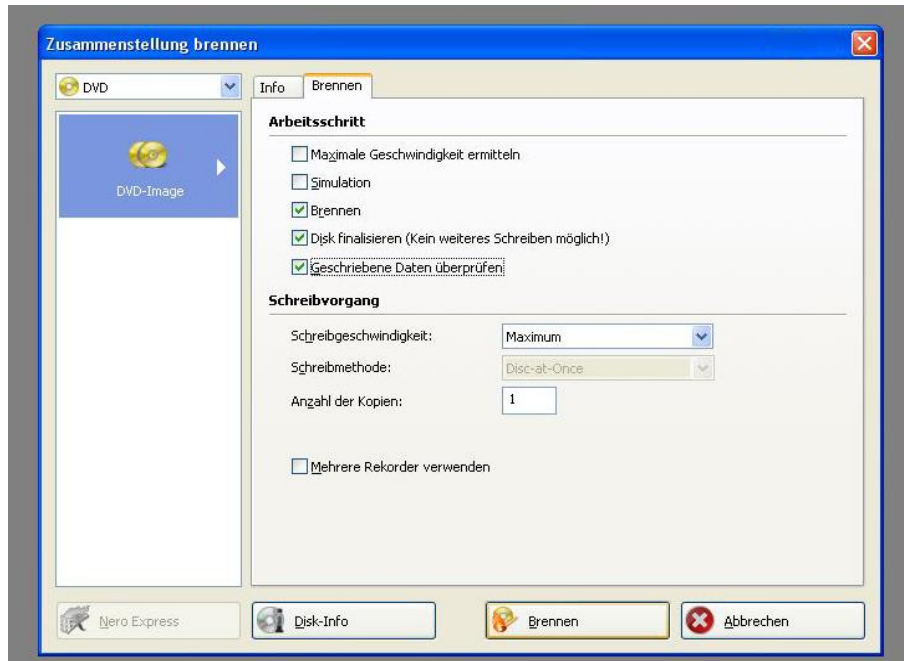 Zusammenstellung brennen
DVD
Info Brennen
DVD-Image
Arbeitsschritt
Maximale Geschwindigkeit ermitteln
Simulation
Brennen
Disk finalisieren (Kein weiteres Schreiben möglich!)
Geschriebene Daten überprüfen
Schreibvorgang
Schreibgeschwindigkeit: Maximum
Schreibmethode: Disc-at-Once
Anzahl der Kopien: 1
Mehrere Rekorder verwenden
Nero Express Disk-Info Brennen Abbrechen